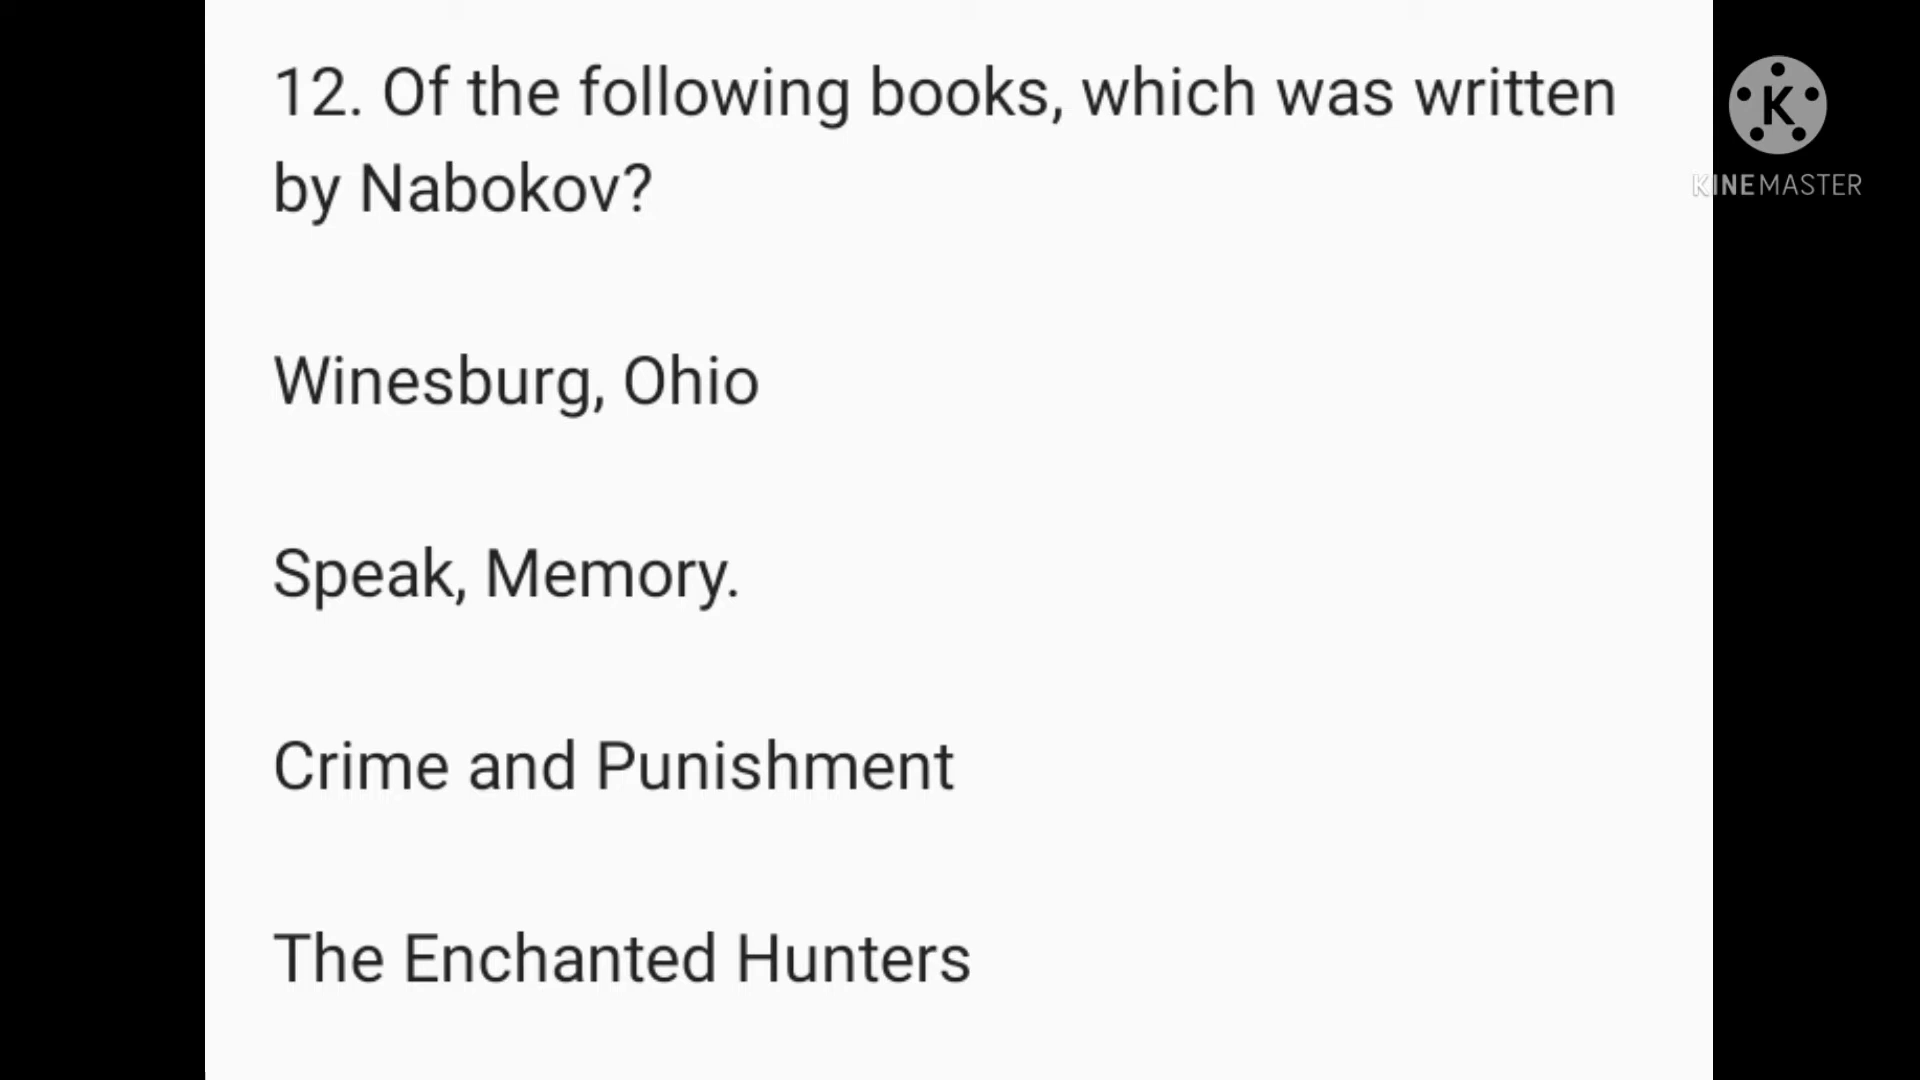 12. Of the following books, which was written
by Nabokov?
Winesburg, Ohio
Speak, Memory.
Crime and Punishment
The Enchanted Hunters
K
KINEMASTER